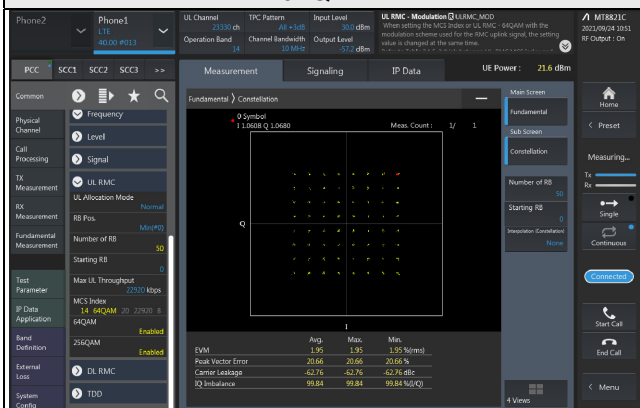 Phone2
Phone1
LTE
40.00 #013
UL Channel
23330 ch
TPC Pattern
All +3dB
Input Level
30.0 dBm
Operation Band
14
Channel Bandwidth
10 MHz
Output Level
-57.2 dBm
UL RMC - Modulation ULRMC_MOD
When setting the MCS Index or UL RMC - 64QAM with the
modulation scheme used for the RMC uplink signal, the setting
value is changed at the same time.
MT8821C
2021/09/24 10:51
RF Output : On
PCC SCC1 SCC2 SCC3 >>
Measurement Signaling IP Data
UE Power : 21.6 dBm
Common
Physical
Channel
Call
Processing
TX
Measurement
RX
Measurement
Fundamental
Measurement
Test
Parameter
IP Data
Application
Band
Definition
External
Loss
System
Config
Frequency
Level
Signal
UL RMC
UL Allocation Mode
Normal
RB Pos.
Min(#0)
Number of RB
50
Starting RB
0
Max UL Throughput
22920 kbps
MCS Index
14 64QAM 20 22920 8
64QAM
Enabled
256QAM
Enabled
DL RMC
TDD
Fundamental > Constellation
0 Symbol
I 1.0608 Q 1.0680
Meas. Count : 1/ 1
Q
I
Avg. Max. Min.
EVM 1.95 1.95 1.95 %(rms)
Peak Vector Error 20.66 20.66 20.66 %
Carrier Leakage -62.76 -62.76 -62.76 dBc
IQ Imbalance 99.84 99.84 99.84 %(I/Q)
Main Screen
Fundamental
Sub Screen
Constellation
Number of RB
50
Starting RB
0
Interpolation (Constellation)
None
4 Views
Home
< Preset
Measuring...
Tx
Rx
Single
Continuous
Connected
Start Call
End Call
< Menu